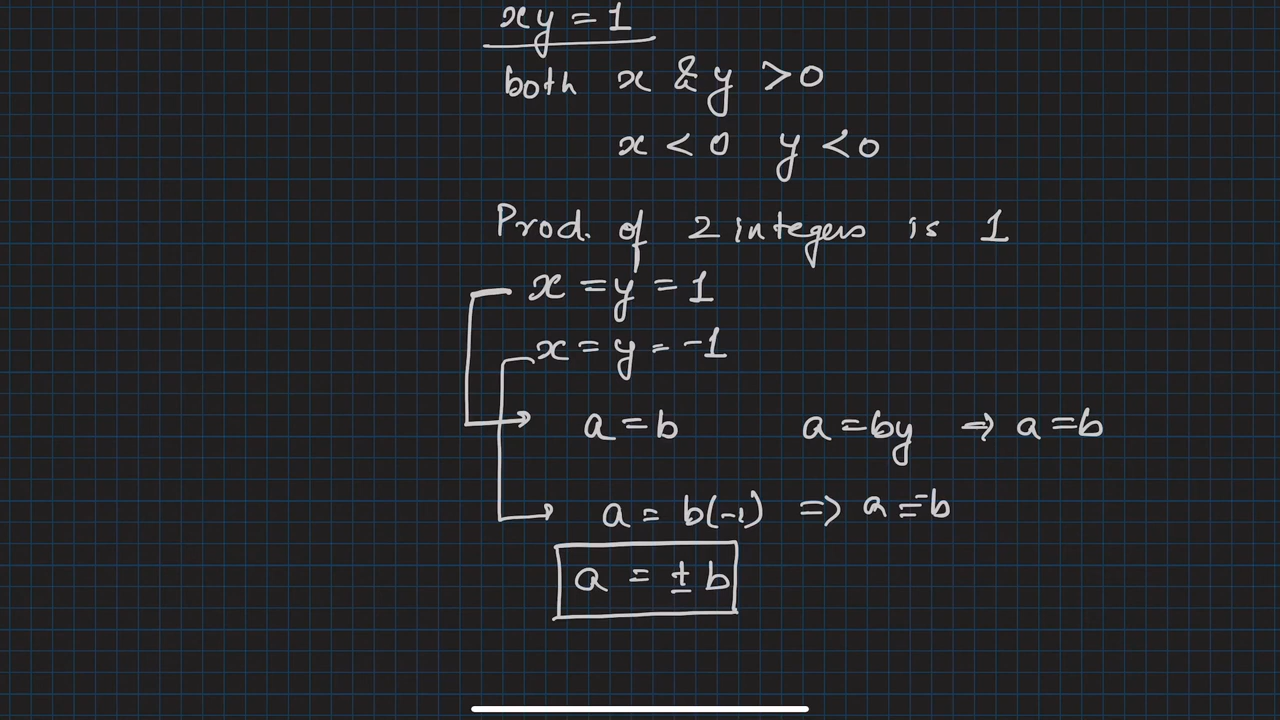 xy = 1
both x & y > 0
x < 0 y < 0
Prod. of 2 integers is 1
x = y = 1
x = y = -1
a = b a = by ⇒ a = b
a = b(-1) ⇒ a = -b
a = ± b